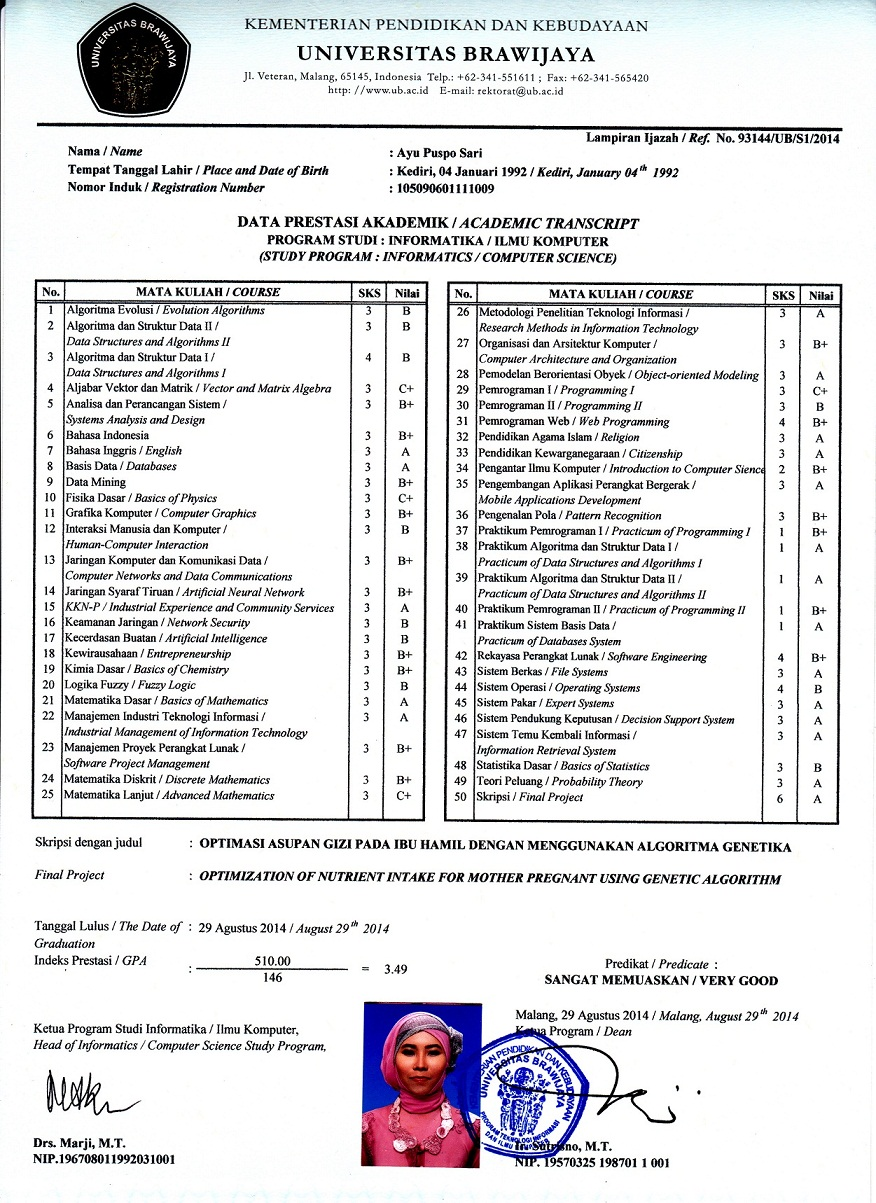 UNIVERSITAS BRAWIJAYA
KEMENTERIAN PENDIDIKAN DAN KEBUDAYAAN
UNIVERSITAS BRAWIJAYA
Jl. Veteran, Malang, 65145, Indonesia Telp.: +62-341-551611 ; Fax: +62-341-565420
http: //www.ub.ac.id E-mail: rektorat@ub.ac.id
Lampiran Ijazah / Ref. No. 93144/UB/S1/2014
Nama / Name : Ayu Puspo Sari
Tempat Tanggal Lahir / Place and Date of Birth : Kediri, 04 Januari 1992 / Kediri, January 04th 1992
Nomor Induk / Registration Number : 105090601111009
DATA PRESTASI AKADEMIK / ACADEMIC TRANSCRIPT
PROGRAM STUDI : INFORMATIKA / ILMU KOMPUTER
(STUDY PROGRAM : INFORMATICS / COMPUTER SCIENCE)
No. MATA KULIAH / COURSE SKS Nilai
1 Algoritma Evolusi / Evolution Algorithms 3 B
2 Algoritma dan Struktur Data II / 3 B
Data Structures and Algorithms II
3 Algoritma dan Struktur Data I / 4 B
Data Structures and Algorithms I
4 Aljabar Vektor dan Matrik / Vector and Matrix Algebra 3 C+
5 Analisa dan Perancangan Sistem / 3 B+
Systems Analysis and Design
6 Bahasa Indonesia 3 B+
7 Bahasa Inggris / English 3 A
8 Basis Data / Databases 3 A
9 Data Mining 3 B+
10 Fisika Dasar / Basics of Physics 3 C+
11 Grafika Komputer / Computer Graphics 3 B+
12 Interaksi Manusia dan Komputer / 3 B
Human-Computer Interaction
13 Jaringan Komputer dan Komunikasi Data / 3 B+
Computer Networks and Data Communications
14 Jaringan Syaraf Tiruan / Artificial Neural Network 3 B+
15 KKN-P / Industrial Experience and Community Services 3 A
16 Keamanan Jaringan / Network Security 3 B
17 Kecerdasan Buatan / Artificial Intelligence 3 B
18 Kewirausahaan / Entrepreneurship 3 B+
19 Kimia Dasar / Basics of Chemistry 3 B+
20 Logika Fuzzy / Fuzzy Logic 3 B
21 Matematika Dasar / Basics of Mathematics 3 A
22 Manajemen Industri Teknologi Informasi / 3 A
Industrial Management of Information Technology
23 Manajemen Proyek Perangkat Lunak / 3 B+
Software Project Management
24 Matematika Diskrit / Discrete Mathematics 3 B+
25 Matematika Lanjut / Advanced Mathematics 3 C+
No. MATA KULIAH / COURSE SKS Nilai
26 Metodologi Penelitian Teknologi Informasi / 3 A
Research Methods in Information Technology
27 Organisasi dan Arsitektur Komputer / 3 B+
Computer Architecture and Organization
28 Pemodelan Berorientasi Obyek / Object-oriented Modeling 3 A
29 Pemrograman I / Programming I 3 C+
30 Pemrograman II / Programming II 3 B
31 Pemrograman Web / Web Programming 4 B+
32 Pendidikan Agama Islam / Religion 3 A
33 Pendidikan Kewarganegaraan / Citizenship 3 A
34 Pengantar Ilmu Komputer / Introduction to Computer Sience 2 B+
35 Pengembangan Aplikasi Perangkat Bergerak / 3 A
Mobile Applications Development
36 Pengenalan Pola / Pattern Recognition 3 B+
37 Praktikum Pemrograman I / Practicum of Programming I 1 B+
38 Praktikum Algoritma dan Struktur Data I / 1 A
Practicum of Data Structures and Algorithms I
39 Praktikum Algoritma dan Struktur Data II / 1 A
Practicum of Data Structures and Algorithms II
40 Praktikum Pemrograman II / Practicum of Programming II 1 B+
41 Praktikum Sistem Basis Data / 1 A
Practicum of Databases System
42 Rekayasa Perangkat Lunak / Software Engineering 4 B+
43 Sistem Berkas / File Systems 3 A
44 Sistem Operasi / Operating Systems 4 B
45 Sistem Pakar / Expert Systems 3 A
46 Sistem Pendukung Keputusan / Decision Support System 3 A
47 Sistem Temu Kembali Informasi / 3 A
Information Retrieval System
48 Statistika Dasar / Basics of Statistics 3 B
49 Teori Peluang / Probability Theory 3 A
50 Skripsi / Final Project 6 A
Skripsi dengan judul : OPTIMASI ASUPAN GIZI PADA IBU HAMIL DENGAN MENGGUNAKAN ALGORITMA GENETIKA
Final Project : OPTIMIZATION OF NUTRIENT INTAKE FOR MOTHER PREGNANT USING GENETIC ALGORITHM
Tanggal Lulus / The Date of : 29 Agustus 2014 / August 29th 2014
Graduation
Indeks Prestasi / GPA : 510.00
146 = 3.49
Predikat / Predicate :
SANGAT MEMUASKAN / VERY GOOD
Malang, 29 Agustus 2014 / Malang, August 29th 2014
Ketua Program / Dean
Ketua Program Studi Informatika / Ilmu Komputer,
Head of Informatics / Computer Science Study Program,
PENDIDIKAN DAN KEBUDAYAAN
UNIVERSITAS BRAWIJAYA
PROGRAM TEKNOLOGI INFORMASI
DAN ILMU KOMPUTER
Drs. Marji, M.T.
NIP.196708011992031001
Ir. Sutrisno, M.T.
NIP. 19570325 198701 1 001